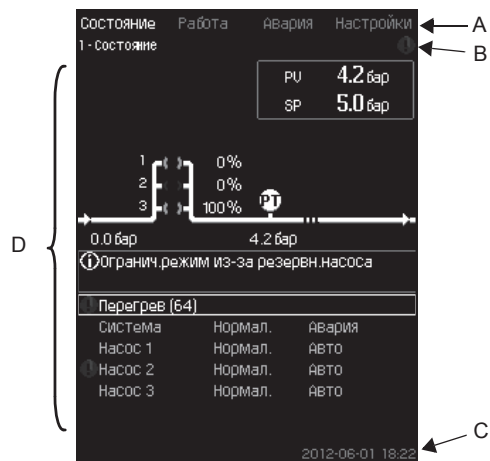 Состояние Работа Авария Настройки A
1 - Состояние B
PV 4.2 бар
SP 5.0 бар
1 0%
2 0%
3 100% PT
D
0.0 бар 4.2 бар
Огранич.режим из-за резервн.насоса
Перегрев (64)
Система Нормал. Авария
Насос 1 Нормал. Авто
Насос 2 Нормал. Авто
Насос 3 Нормал. Авто
C
2012-06-01 18:22